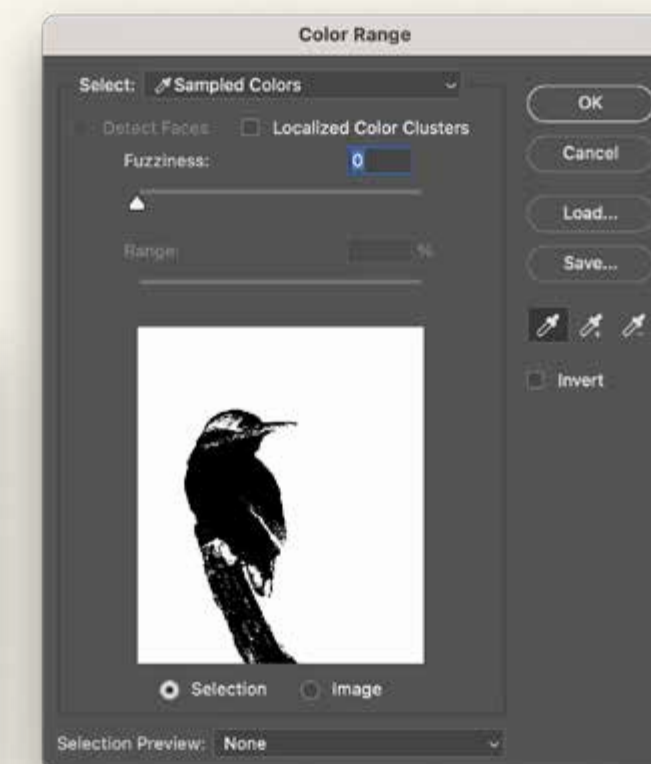 Color Range
Select: Sampled Colors
OK
Detect Faces Localized Color Clusters
Fuzziness: 0
Cancel
Load...
Range: %
Save...
Invert
Selection Image
Selection Preview: None